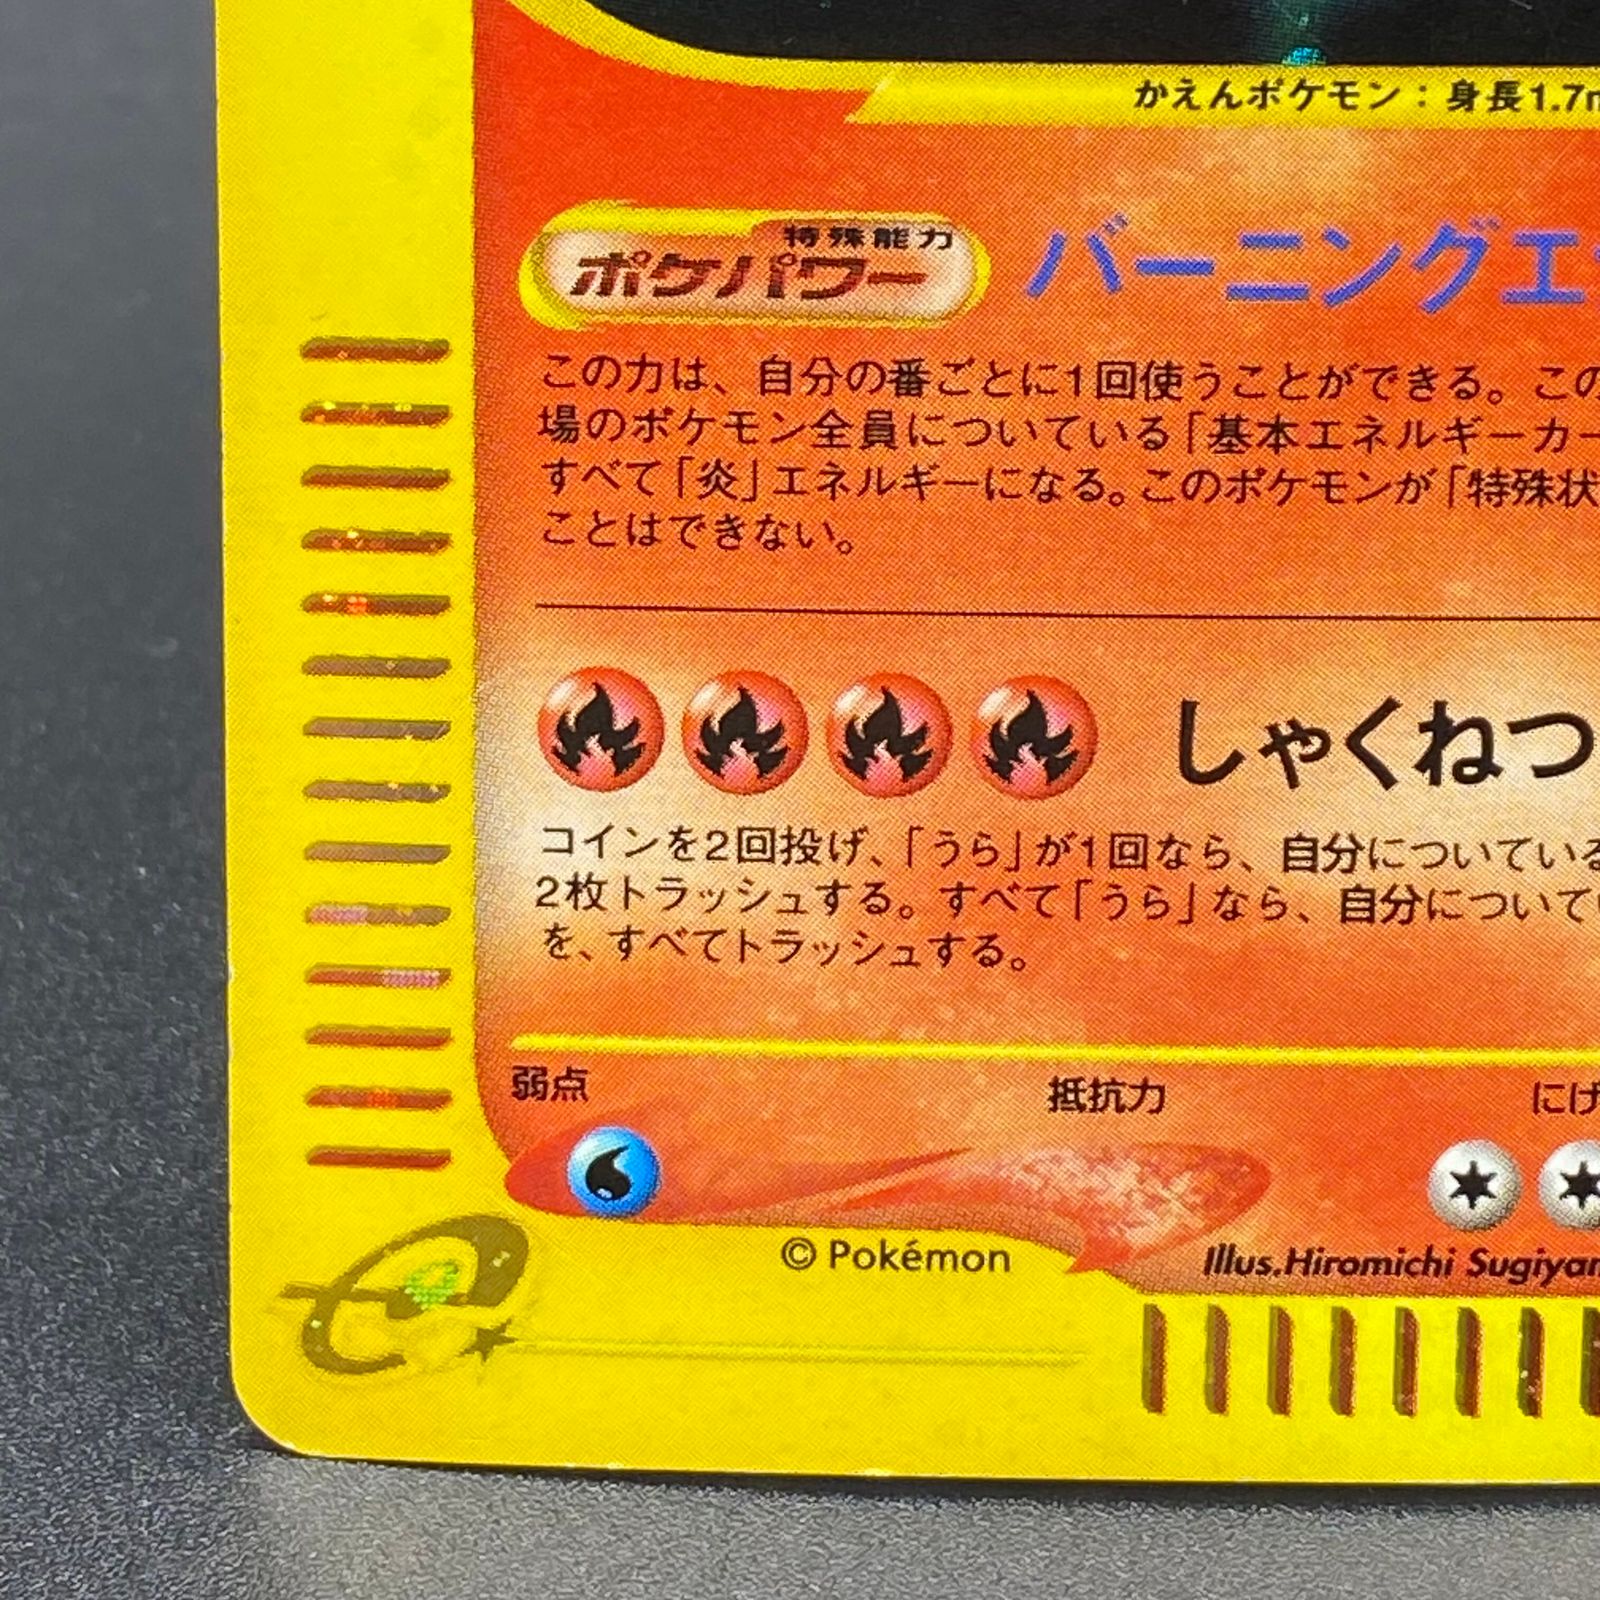 かえんポケモン：身長1.7m
特殊能力
ポケパワー
バーニングエ
この力は、自分の番ごとに1回使うことができる。この
場のポケモン全員についている「基本エネルギーカー
すべて「炎」エネルギーになる。このポケモンが「特殊状
ことはできない。
しゃくねつ
コインを2回投げ、「うら」が1回なら、自分についている
2枚トラッシュする。すべて「うら」なら、自分についてい
を、すべてトラッシュする。
弱点 抵抗力 にげ
© Pokémon
Illus.Hiromichi Sugiyam
e